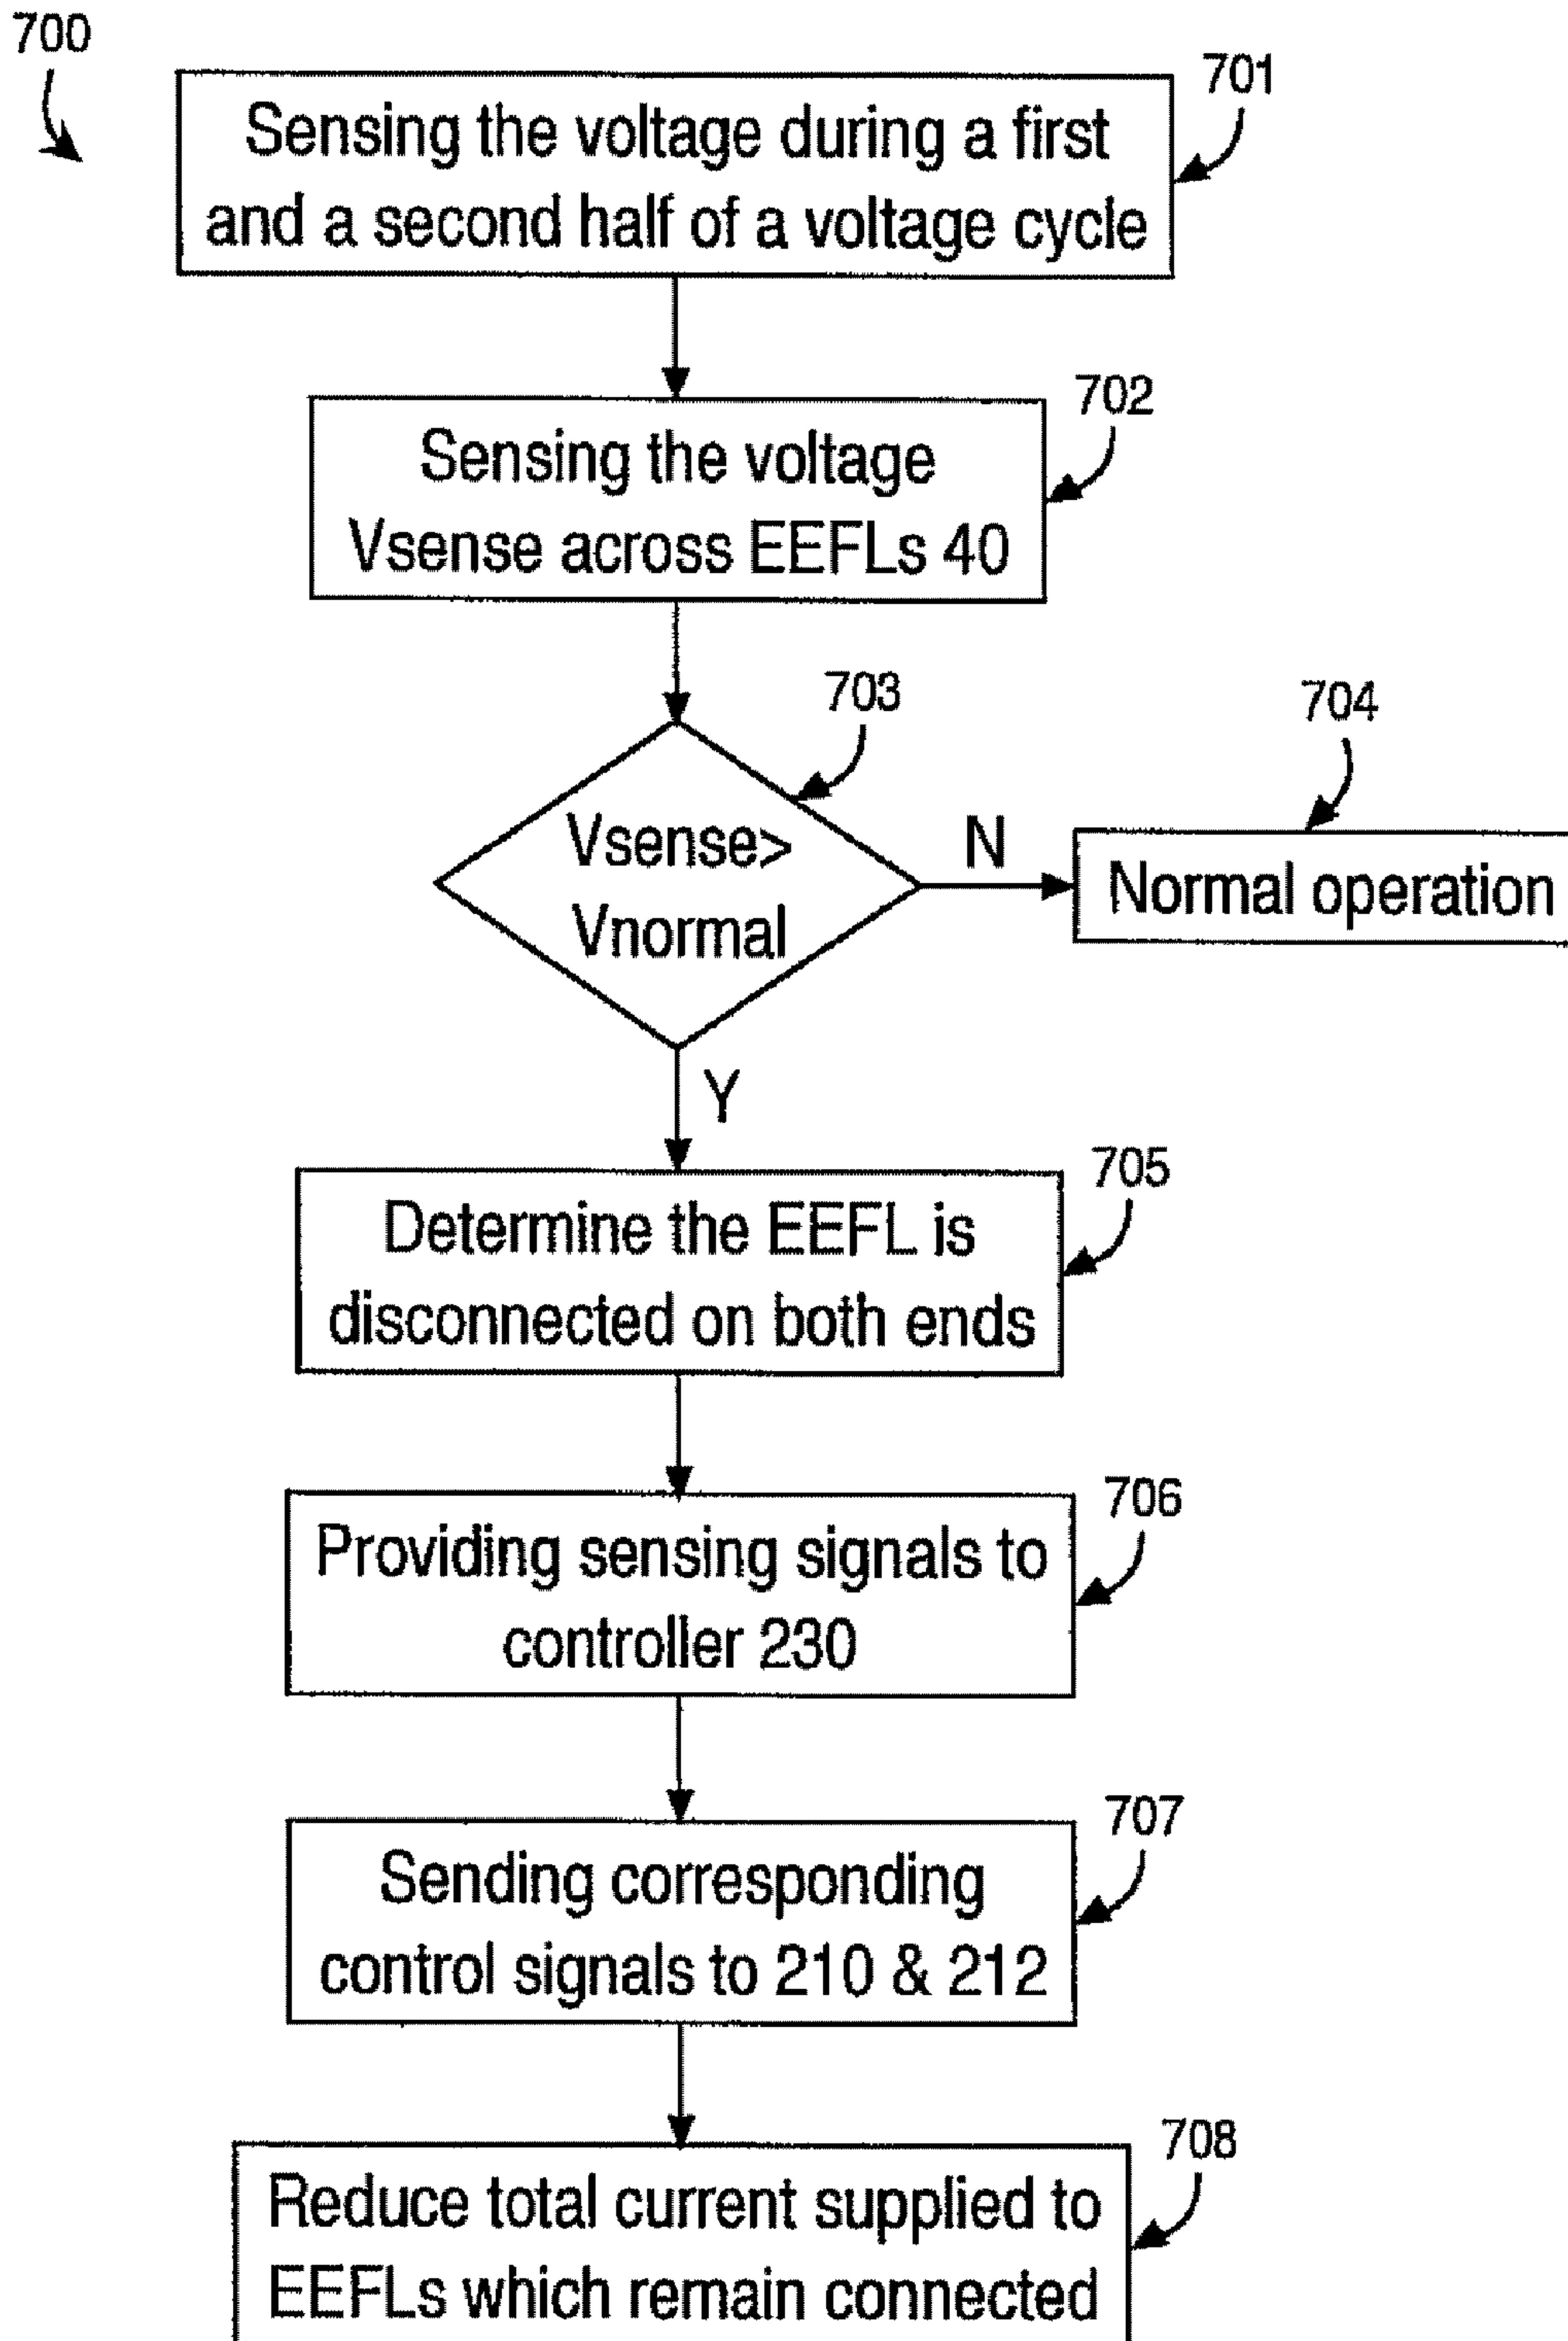 700
701
Sensing the voltage during a first
and a second half of a voltage cycle
702
Sensing the voltage
Vsense across EEFLs 40
703
704
Vsense>
Vnormal
N
Normal operation
Y
705
Determine the EEFL is
disconnected on both ends
706
Providing sensing signals to
controller 230
707
Sending corresponding
control signals to 210 & 212
708
Reduce total current supplied to
EEFLs which remain connected